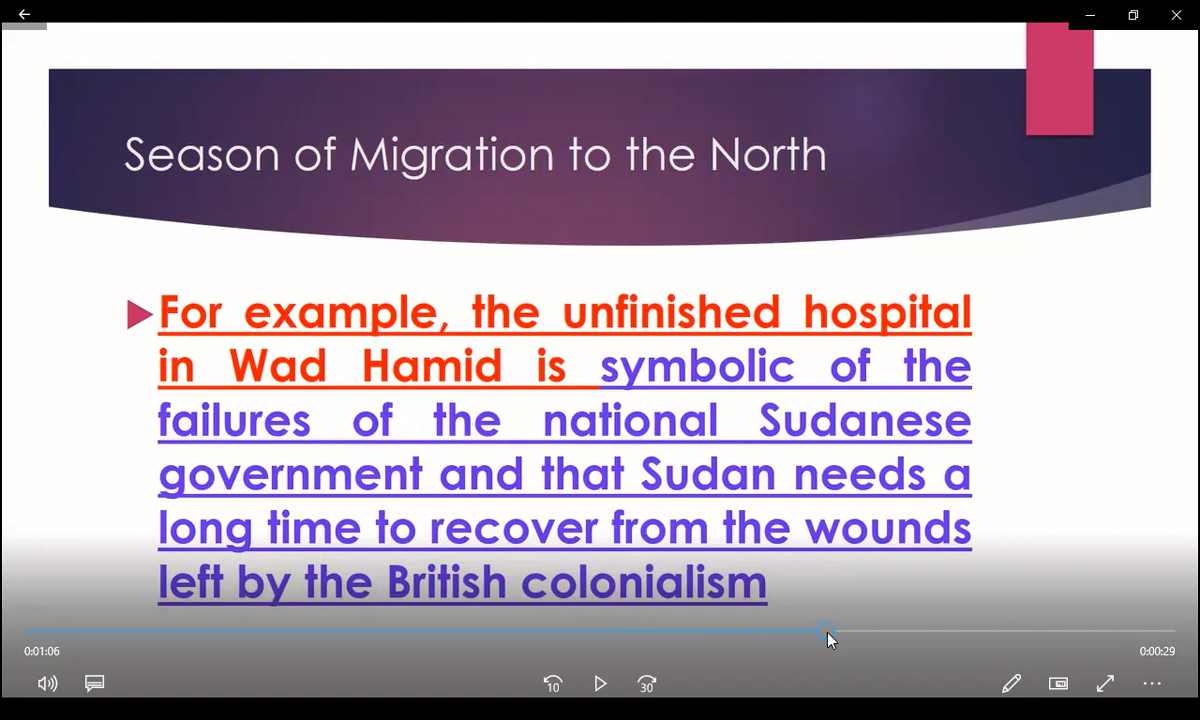 Season of Migration to the North
For example, the unfinished hospital
in Wad Hamid is symbolic of the
failures of the national Sudanese
government and that Sudan needs a
long time to recover from the wounds
left by the British colonialism
0:01:06
0:00:29
10
30